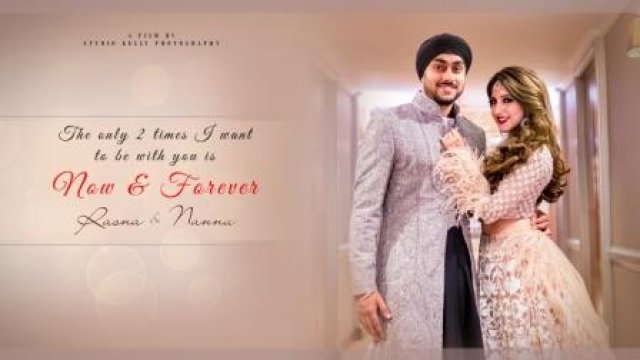 A FILM BY
STUDIO KELLY PHOTOGRAPHY
The only 2 times I want
to be with you is
Now & Forever
Rasna & Nanna